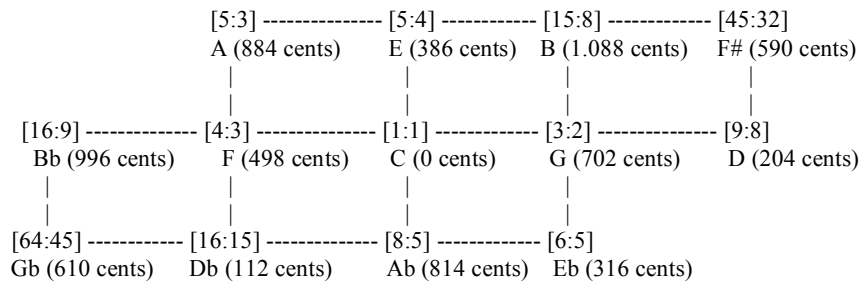 [5:3] --------------- [5:4] -------------- [15:8] ------------- [45:32]
A (884 cents) E (386 cents) B (1.088 cents) F# (590 cents)
| | | |
| | | |
[16:9] ------------- [4:3] -------------- [1:1] -------------- [3:2] -------------- [9:8]
Bb (996 cents) F (498 cents) C (0 cents) G (702 cents) D (204 cents)
| | | |
| | | |
[64:45] ------------ [16:15] ------------ [8:5] ------------- [6:5]
Gb (610 cents) Db (112 cents) Ab (814 cents) Eb (316 cents)